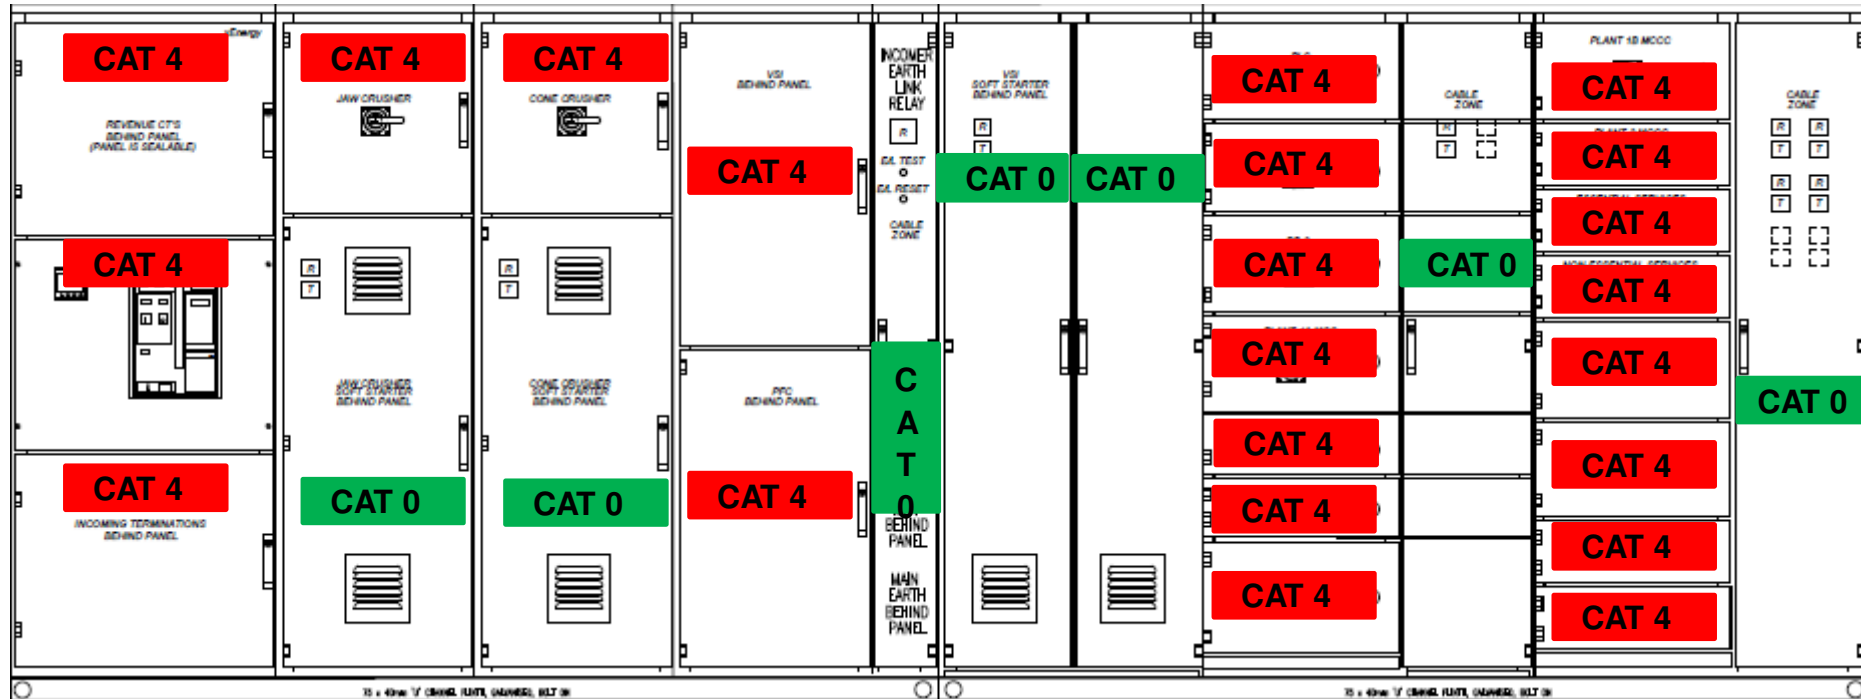 CAT 4
REVENUE CT'S
BEHIND PANEL
(PANEL IS SEALABLE)
CAT 4
CAT 4
INCOMING TERMINATIONS
BEHIND PANEL
CAT 4
JAW CRUSHER
R
T
JAW CRUSHER
SOFT STARTER
BEHIND PANEL
CAT 0
CAT 4
CONE CRUSHER
R
T
CONE CRUSHER
SOFT STARTER
BEHIND PANEL
CAT 0
VSI
BEHIND PANEL
CAT 4
PFC
BEHIND PANEL
CAT 4
INCOMER
EARTH
LINK
RELAY
R
E/L TEST
E/L RESET
CABLE
ZONE
C
A
T
0
BEHIND
PANEL
MAIN
EARTH
BEHIND
PANEL
VSI
SOFT STARTER
BEHIND PANEL
R
T
CAT 0
CAT 0
CAT 4
CAT 4
CAT 4
CAT 4
CAT 4
CAT 4
CAT 4
CABLE
ZONE
R
T
CAT 0
PLANT 1B MCCC
CAT 4
CAT 4
CAT 4
CAT 4
CAT 4
CAT 4
CAT 4
CAT 4
CABLE
ZONE
R R
T T
R R
T T
CAT 0